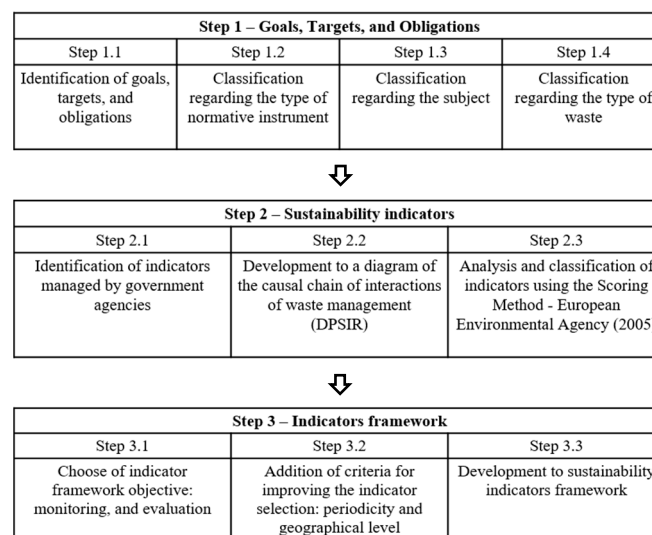 Step 1 – Goals, Targets, and Obligations
Step 1.1
Step 1.2
Step 1.3
Step 1.4
Identification of goals,
targets, and
obligations
Classification
regarding the type of
normative instrument
Classification
regarding the subject
Classification
regarding the type of
waste
Step 2 – Sustainability indicators
Step 2.1
Step 2.2
Step 2.3
Identification of indicators
managed by government
agencies
Development to a diagram of
the causal chain of interactions
of waste management
(DPSIR)
Analysis and classification of
indicators using the Scoring
Method - European
Environmental Agency (2005)
Step 3 – Indicators framework
Step 3.1
Step 3.2
Step 3.3
Choose of indicator
framework objective:
monitoring, and evaluation
Addition of criteria for
improving the indicator
selection: periodicity and
geographical level
Development to sustainability
indicators framework